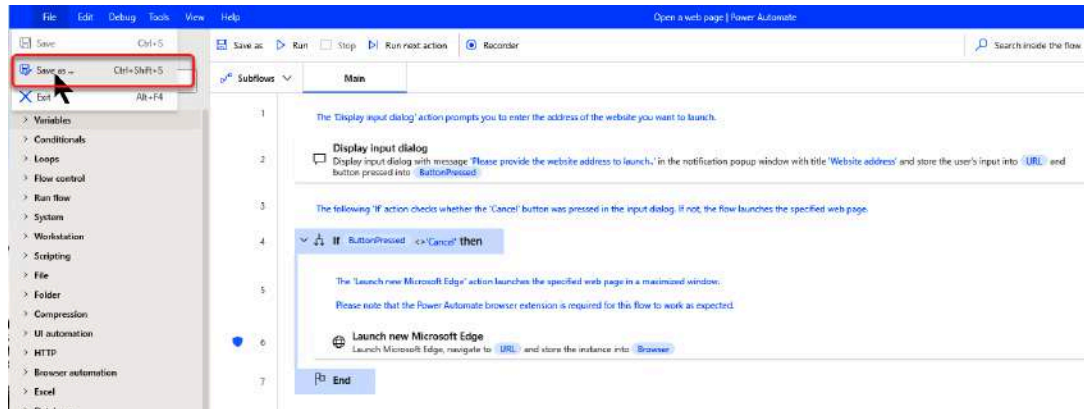 File Edit Debug Tools View Help
Open a web page | Power Automate
Save Ctrl+S
Save as ... Ctrl+Shift+S
Exit Alt+F4
Save as Run Stop Run next action Recorder
Search inside the flow
Subflows Main
Variables
Conditionals
Loops
Flow control
Run flow
System
Workstation
Scripting
File
Folder
Compression
UI automation
HTTP
Browser automation
Excel
1 The 'Display input dialog' action prompts you to enter the address of the website you want to launch.
2 Display input dialog
Display input dialog with message 'Please provide the website address to launch.' in the notification popup window with title 'Website address' and store the user's input into URL and
button pressed into ButtonPressed
3 The following 'If' action checks whether the 'Cancel' button was pressed in the input dialog. If not, the flow launches the specified web page.
4 If ButtonPressed <> 'Cancel' then
5 The 'Launch new Microsoft Edge' action launches the specified web page in a maximized window.
Please note that the Power Automate browser extension is required for this flow to work as expected.
6 Launch new Microsoft Edge
Launch Microsoft Edge, navigate to URL and store the instance into Browser
7 End